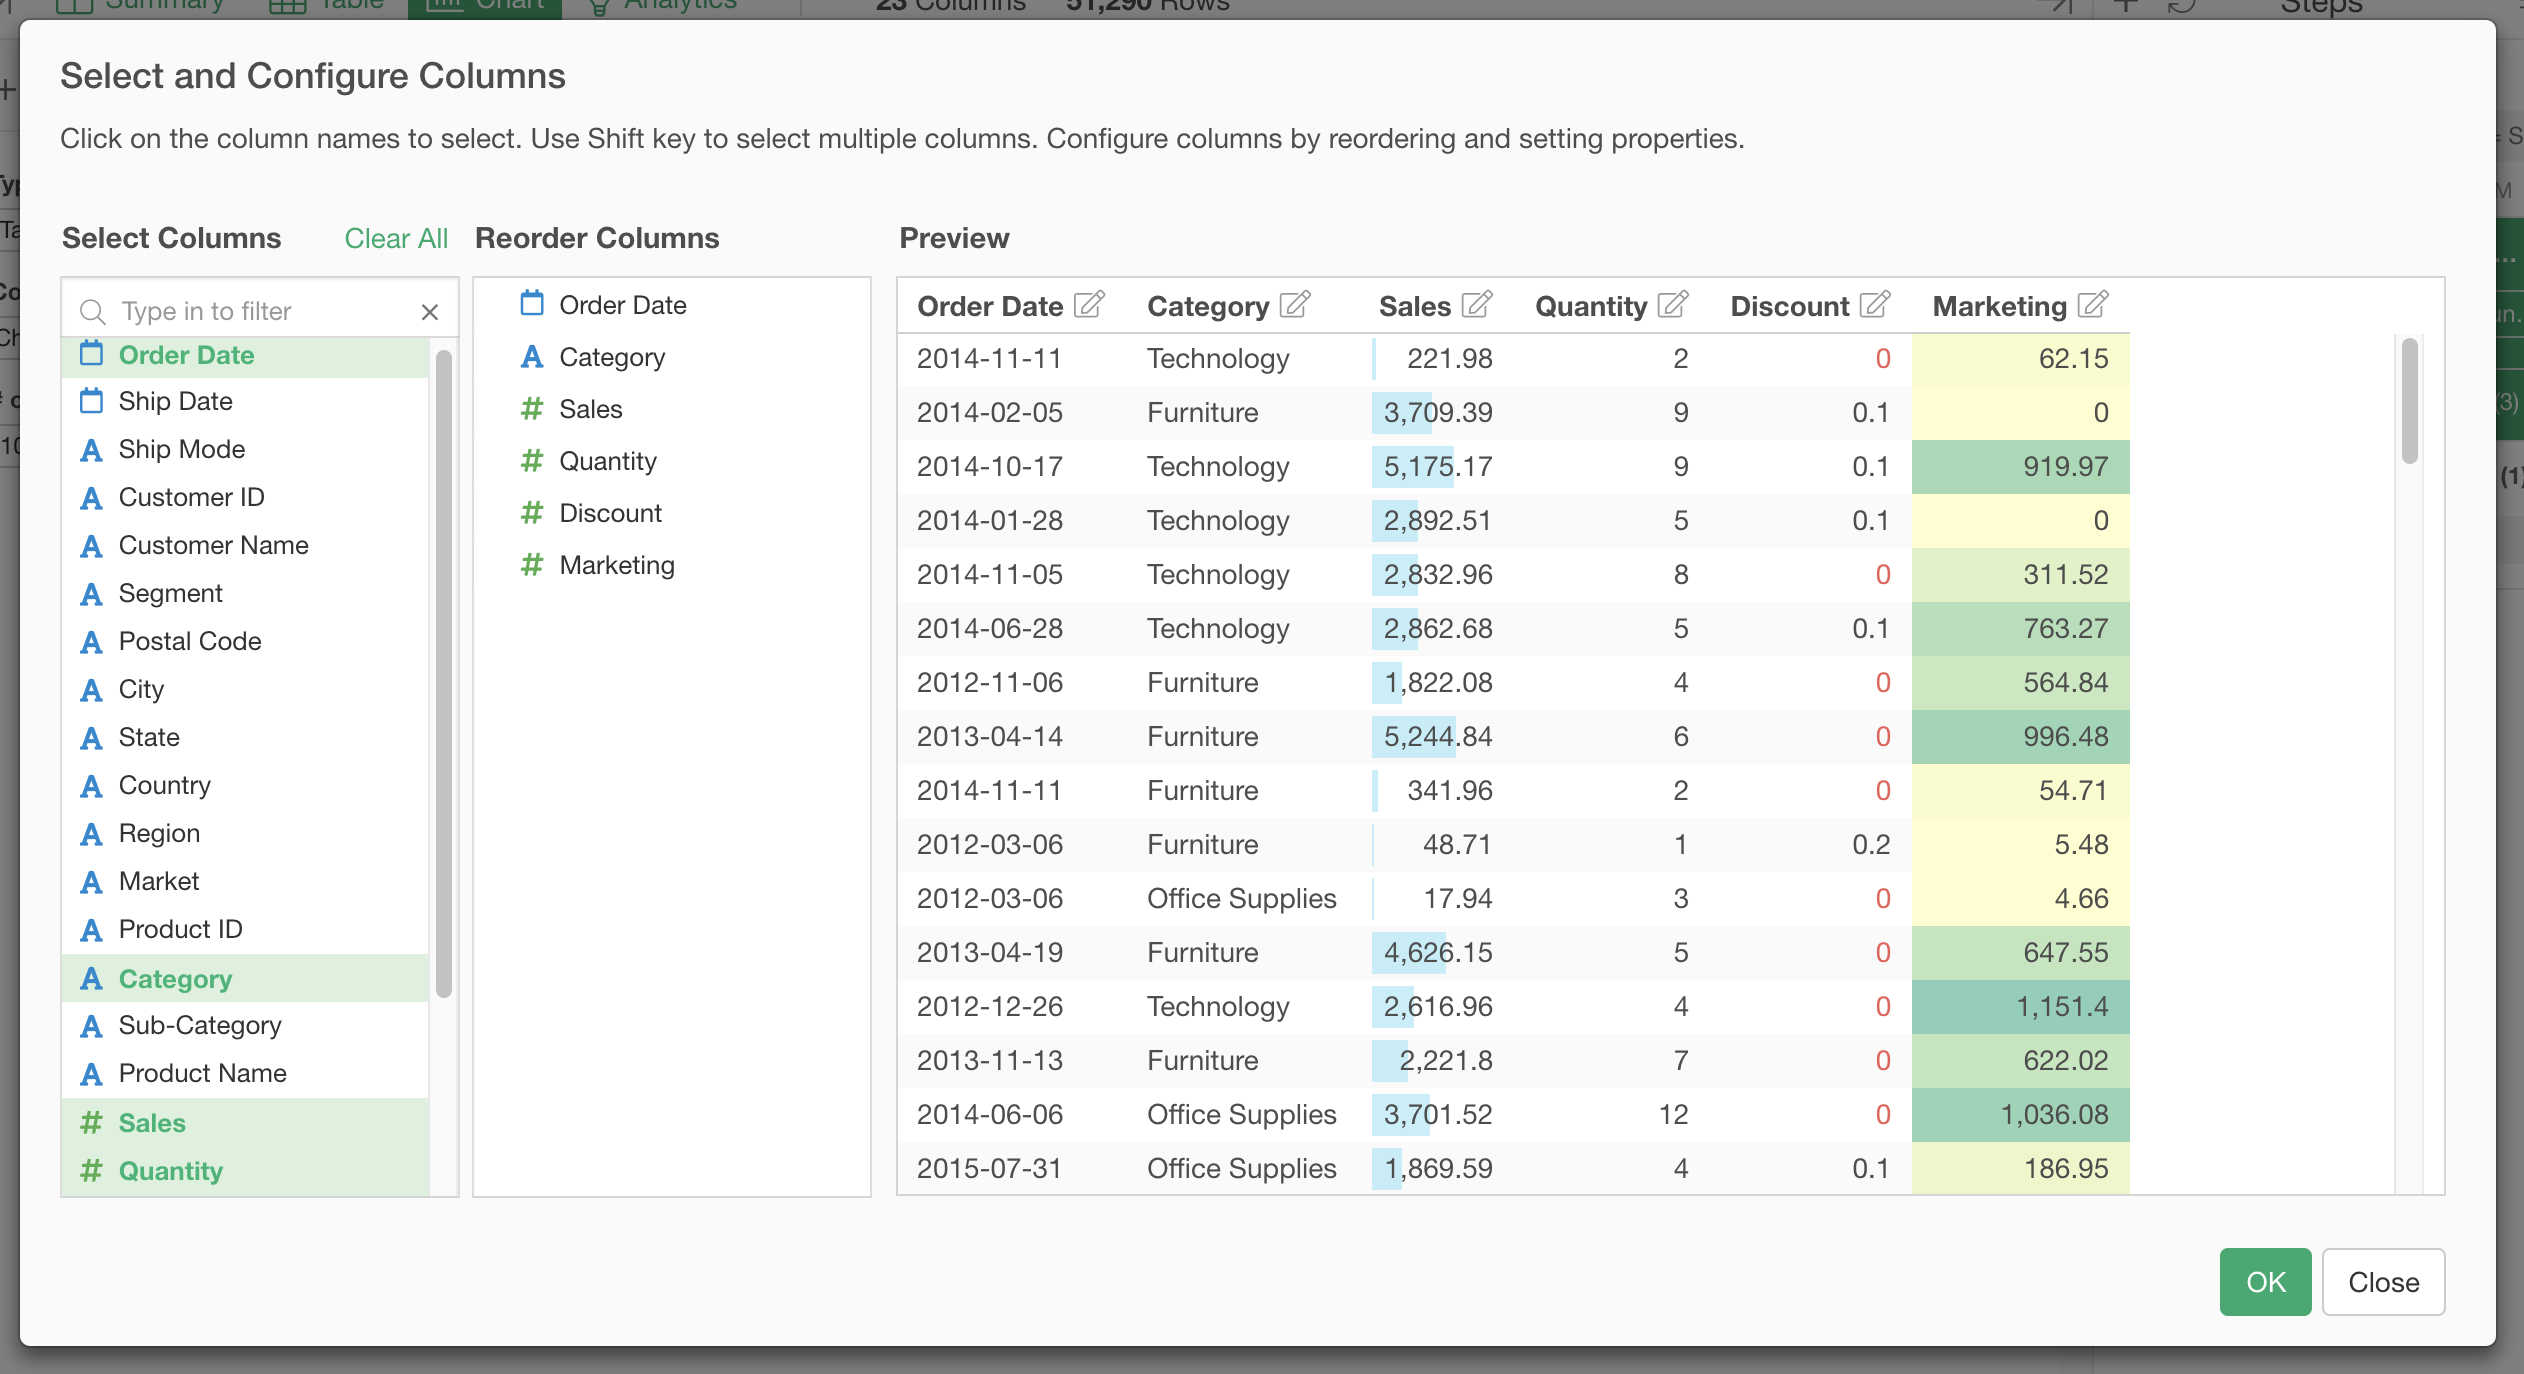 Summary Table Chart Analytics 23 Columns 51,290 Rows Steps
Select and Configure Columns
Click on the column names to select. Use Shift key to select multiple columns. Configure columns by reordering and setting properties.
Select Columns Clear All Reorder Columns Preview
Type in to filter
Order Date
Ship Date
Ship Mode
Customer ID
Customer Name
Segment
Postal Code
City
State
Country
Region
Market
Product ID
Category
Sub-Category
Product Name
Sales
Quantity
Order Date
Category
Sales
Quantity
Discount
Marketing
Order Date Category Sales Quantity Discount Marketing
2014-11-11 Technology 221.98 2 0 62.15
2014-02-05 Furniture 3,709.39 9 0.1 0
2014-10-17 Technology 5,175.17 9 0.1 919.97
2014-01-28 Technology 2,892.51 5 0.1 0
2014-11-05 Technology 2,832.96 8 0 311.52
2014-06-28 Technology 2,862.68 5 0.1 763.27
2012-11-06 Furniture 1,822.08 4 0 564.84
2013-04-14 Furniture 5,244.84 6 0 996.48
2014-11-11 Furniture 341.96 2 0 54.71
2012-03-06 Furniture 48.71 1 0.2 5.48
2012-03-06 Office Supplies 17.94 3 0 4.66
2013-04-19 Furniture 4,626.15 5 0 647.55
2012-12-26 Technology 2,616.96 4 0 1,151.4
2013-11-13 Furniture 2,221.8 7 0 622.02
2014-06-06 Office Supplies 3,701.52 12 0 1,036.08
2015-07-31 Office Supplies 1,869.59 4 0.1 186.95
(3)
(1)
OK Close